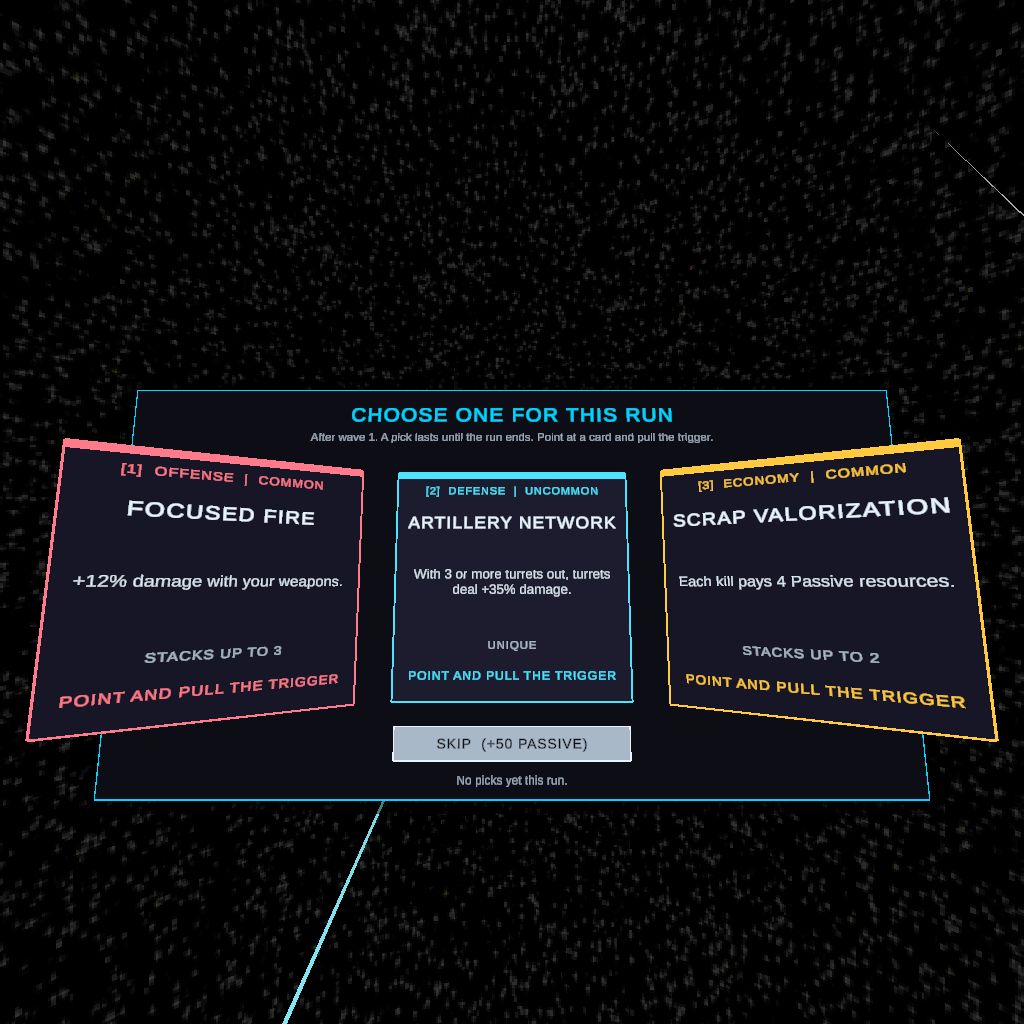 CHOOSE ONE FOR THIS RUN
After wave 1. A pick lasts until the run ends. Point at a card and pull the trigger.
[1] OFFENSE | COMMON
FOCUSED FIRE
+12% damage with your weapons.
STACKS UP TO 3
POINT AND PULL THE TRIGGER
[2] DEFENSE | UNCOMMON
ARTILLERY NETWORK
With 3 or more turrets out, turrets
deal +35% damage.
UNIQUE
POINT AND PULL THE TRIGGER
[3] ECONOMY | COMMON
SCRAP VALORIZATION
Each kill pays 4 Passive resources.
STACKS UP TO 2
POINT AND PULL THE TRIGGER
SKIP (+50 PASSIVE)
No picks yet this run.